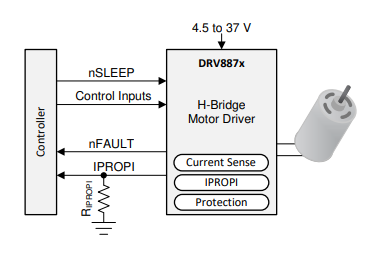 4.5 to 37 V
DRV887x
nSLEEP
Control Inputs
H-Bridge
Motor Driver
Controller
nFAULT
IPROPI
Current Sense
IPROPI
Protection
RIPROPI